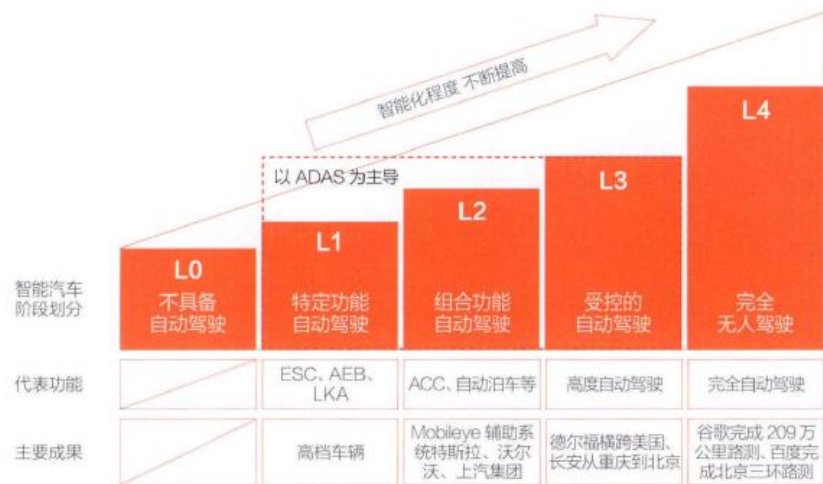 智能化程度 不断提高
以 ADAS 为主导
L0
L1
L2
L3
L4
智能汽车
阶段划分
不具备
自动驾驶
特定功能
自动驾驶
组合功能
自动驾驶
受控的
自动驾驶
完全
无人驾驶
代表功能
ESC、AEB、
LKA
ACC、自动泊车等
高度自动驾驶
完全自动驾驶
主要成果
高档车辆
Mobileye 辅助系
统特斯拉、沃尔
沃、上汽集团
德尔福横跨美国、
长安从重庆到北京
谷歌完成 209 万
公里路测、百度完
成北京三环路测